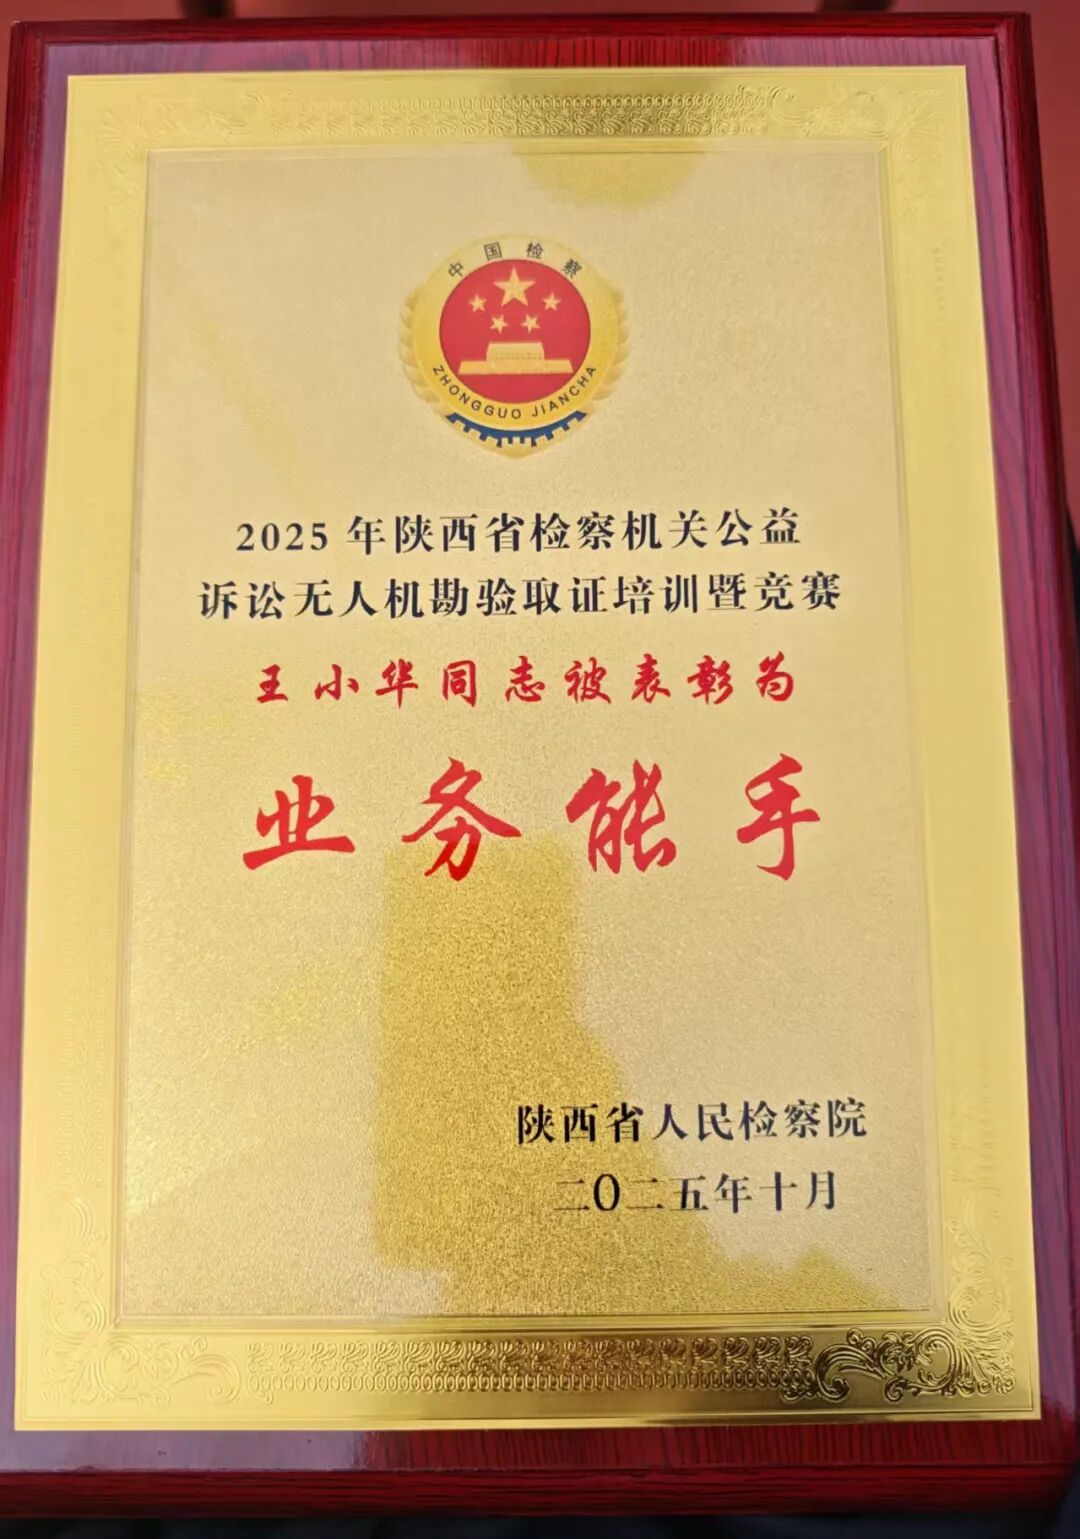 中国检察
ZHONGGUO JIANCHA
2025年陕西省检察机关公益
诉讼无人机勘验取证培训暨竞赛
王小华同志被表彰为
业务能手
陕西省人民检察院
二〇二五年十月